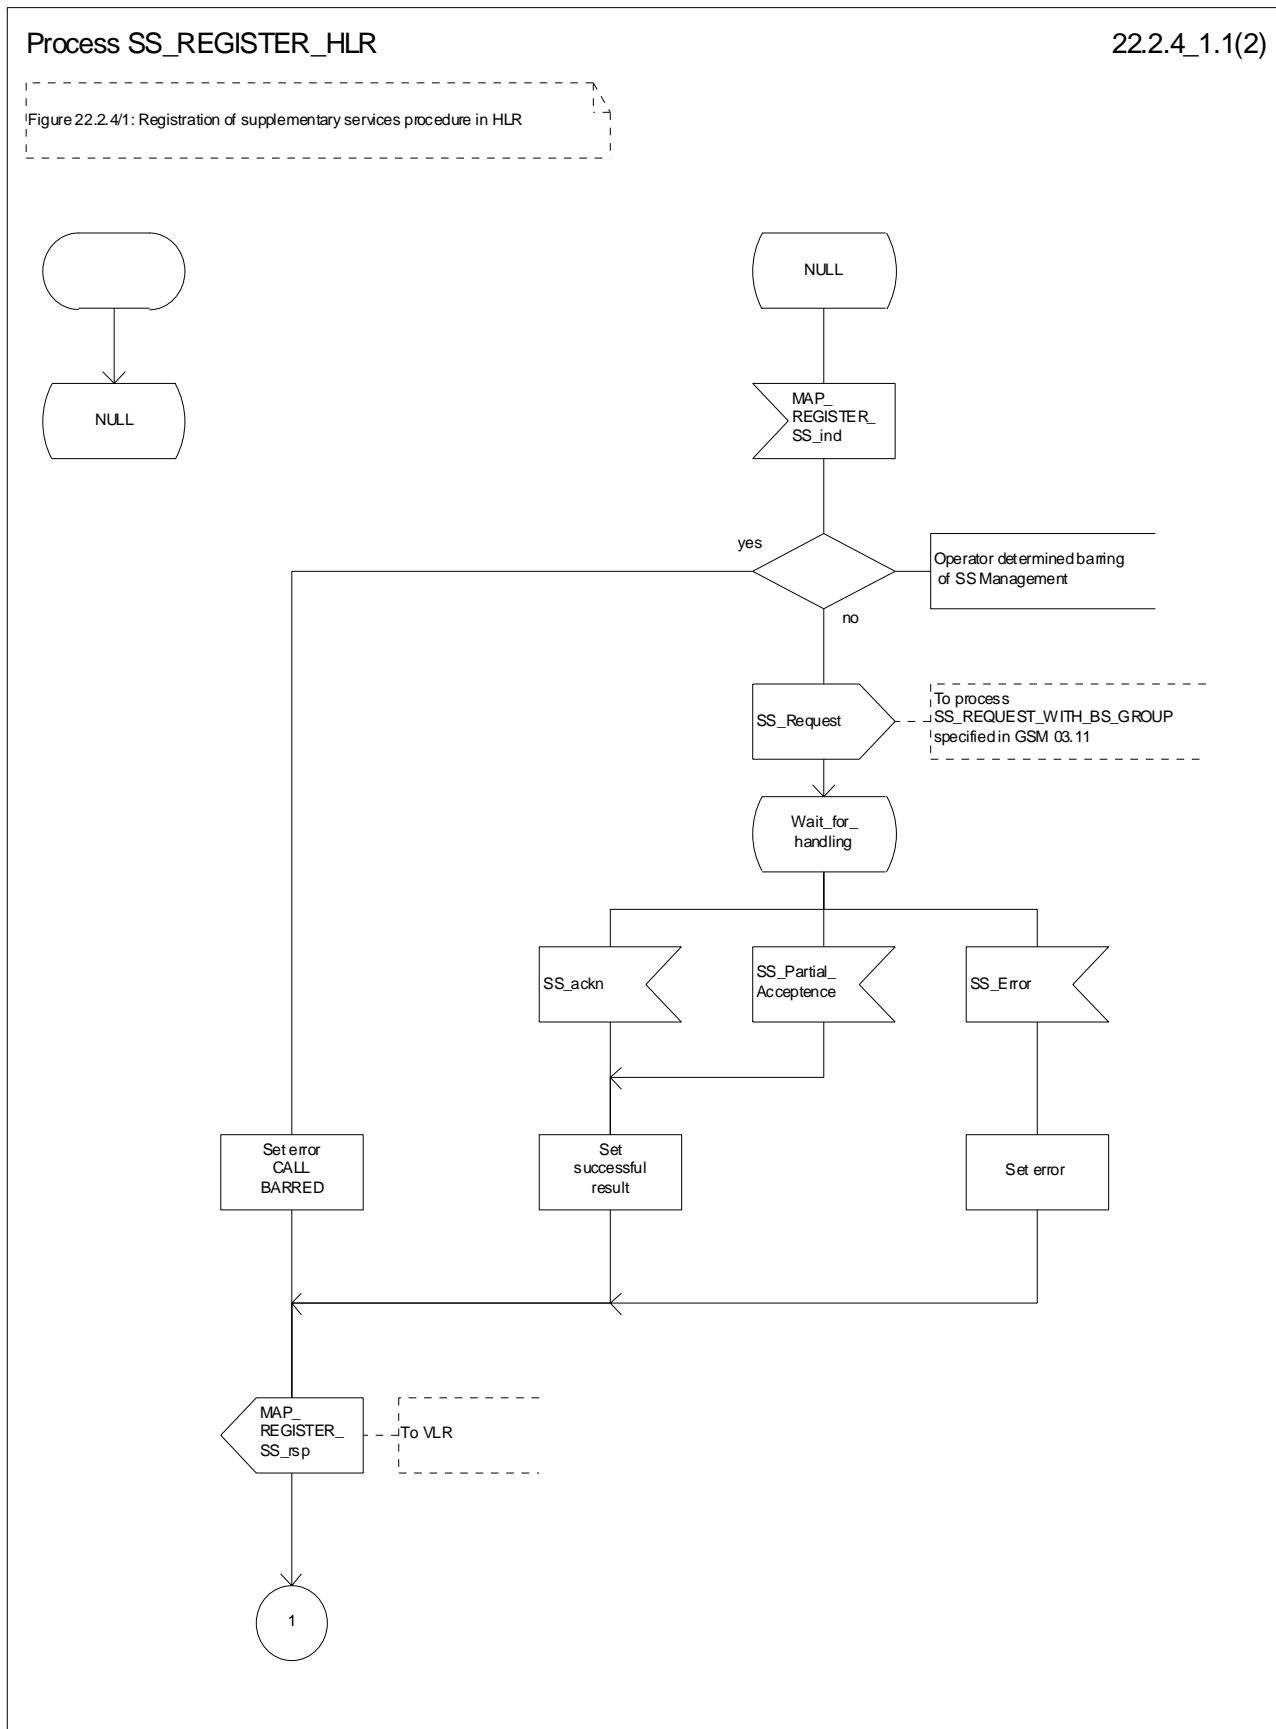 Process SS_REGISTER_HLR
22.2.4_1.1(2)
Figure 22.2.4/1: Registration of supplementary services procedure in HLR
NULL
NULL
MAP_
REGISTER_
SS_ind
yes
Operator determined barring
of SS Management
no
SS_Request
To process
SS_REQUEST_WITH_BS_GROUP
specified in GSM 03.11
Wait_for_
handling
SS_ackn
SS_Partial_
Acceptence
SS_Error
Set error
CALL
BARRED
Set
successful
result
Set error
MAP_
REGISTER_
SS_rsp
To VLR
1